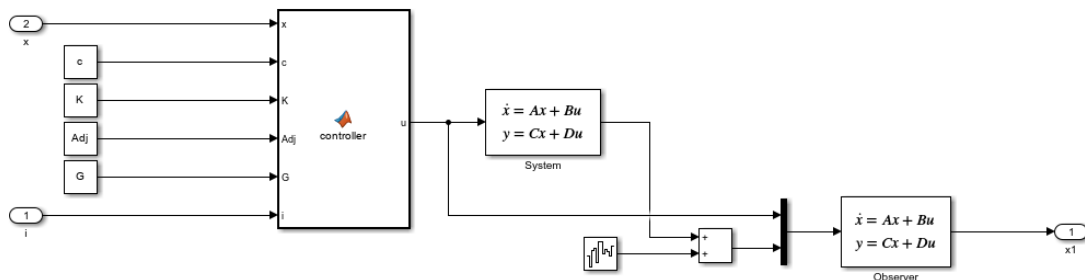 2
x
c
K
Adj
G
1
i
x
c
K
Adj
G
i
controller
u
ẋ = Ax + Bu
y = Cx + Du
System
+
+
ẋ = Ax + Bu
y = Cx + Du
Observer
1
x1